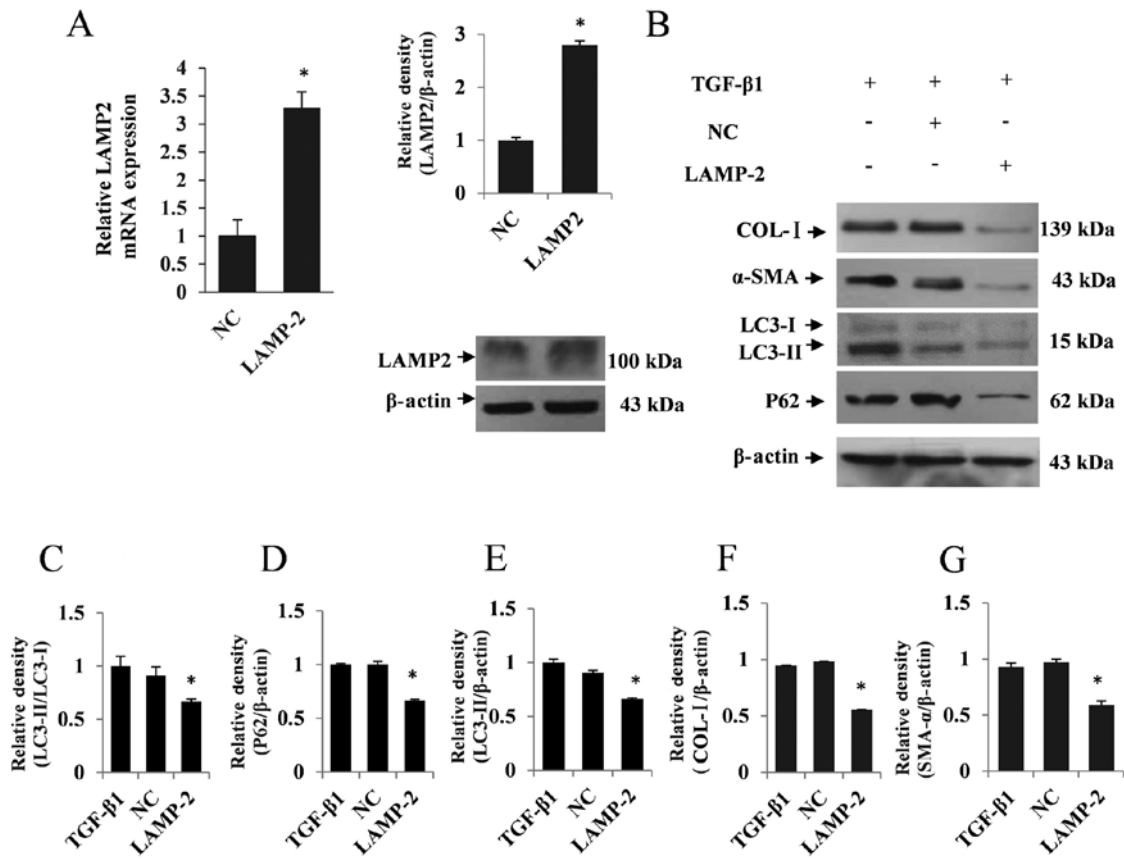 A
Relative LAMP2
mRNA expression
4
3.5
3
2.5
2
1.5
1
0.5
0
*
NC
LAMP-2
Relative density
(LAMP2/β-actin)
3
2
1
0
*
NC
LAMP2
LAMP2
100 kDa
β-actin
43 kDa
B
TGF-β1 + + +
NC - + -
LAMP-2 - - +
COL-Ⅰ 139 kDa
α-SMA 43 kDa
LC3-I
LC3-II 15 kDa
P62 62 kDa
β-actin 43 kDa
C
Relative density
(LC3-II/LC3-I)
1.5
1
0.5
0
*
TGF-β1
NC
LAMP-2
D
Relative density
(P62/β-actin)
1.5
1
0.5
0
*
TGF-β1
NC
LAMP-2
E
Relative density
(LC3-II/β-actin)
1.5
1
0.5
0
*
TGF-β1
NC
LAMP-2
F
Relative density
( COL-Ⅰ/β-actin)
1.5
1
0.5
0
*
TGF-β1
NC
LAMP-2
G
Relative density
(SMA-α/β-actin)
1.5
1
0.5
0
*
TGF-β1
NC
LAMP-2